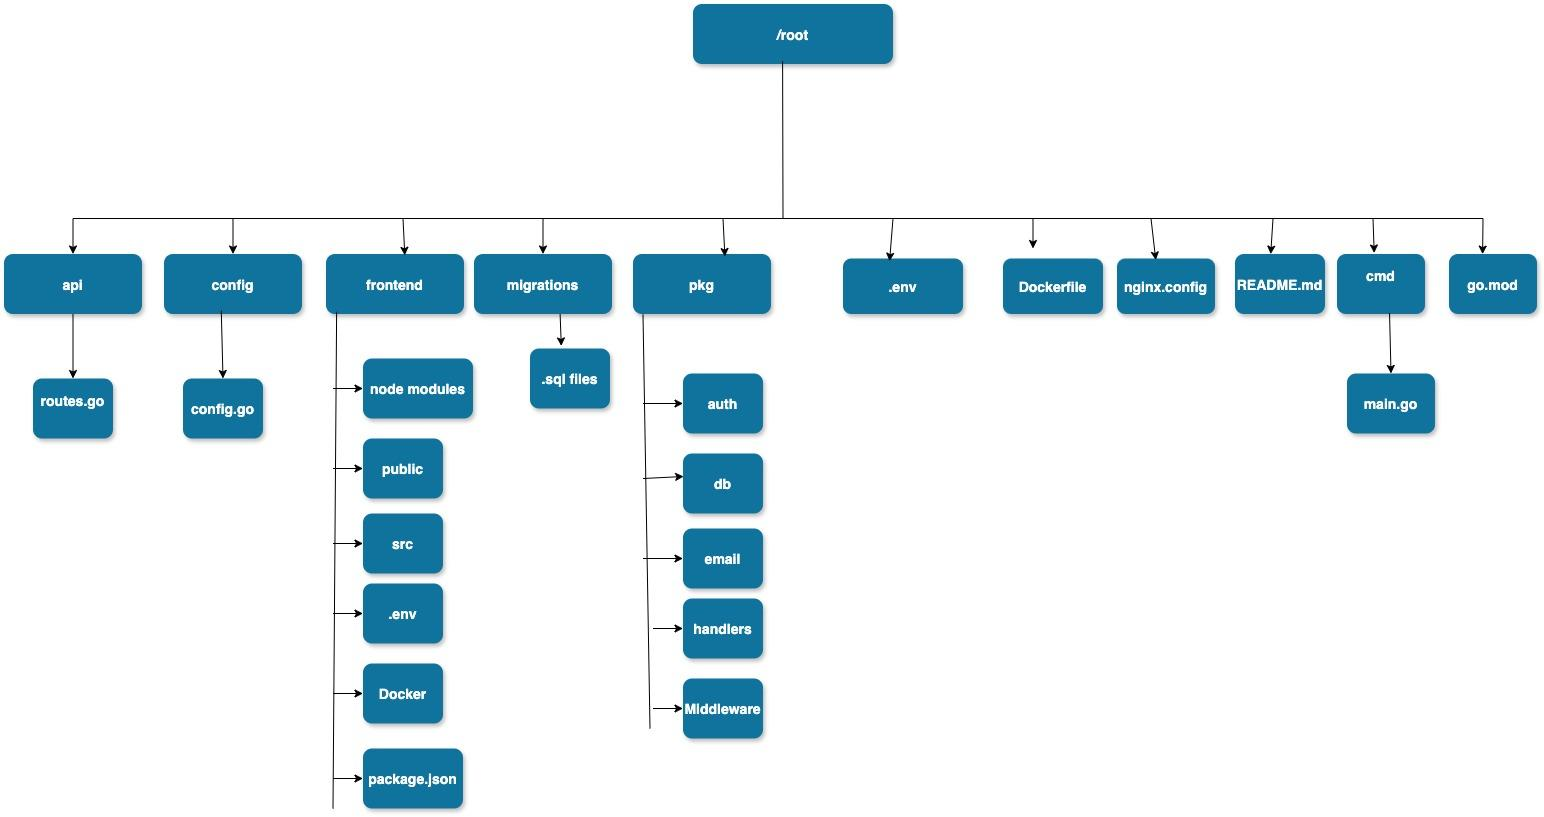 /root
api
config
frontend
migrations
pkg
.env
Dockerfile
nginx.config
README.md
cmd
go.mod
routes.go
config.go
node modules
public
src
.env
Docker
package.json
.sql files
auth
db
email
handlers
Middleware
main.go